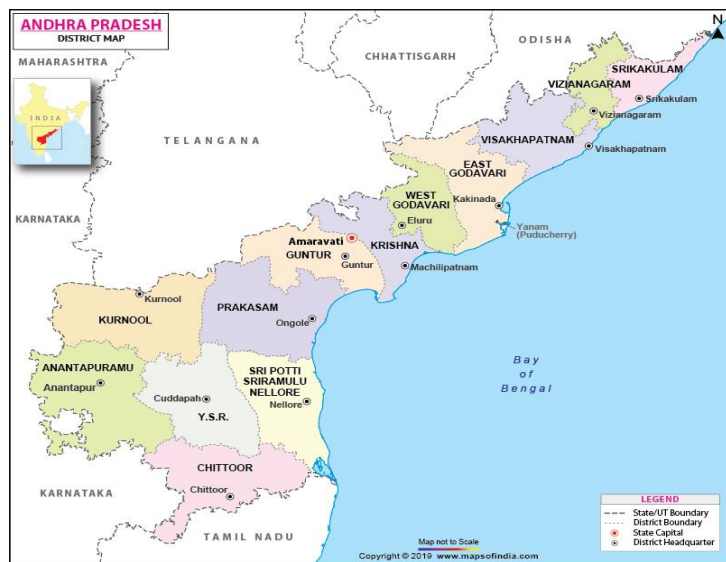 ANDHRA PRADESH
DISTRICT MAP
N
ODISHA
MAHARASHTRA
CHHATTISGARH
SRIKAKULAM
VIZIANAGARAM
Srikakulam
INDIA
Vizianagaram
TELANGANA
VISAKHAPATNAM
Visakhapatnam
EAST
GODAVARI
WEST
GODAVARI
Kakinada
KARNATAKA
Eluru
Yanam
(Puducherry)
Amaravati
KRISHNA
GUNTUR
Guntur
Machilipatnam
Kurnool
PRAKASAM
KURNOOL
Ongole
Bay
of
Bengal
ANANTAPURAMU
SRI POTTI
SRIRAMULU
NELLORE
Anantapur
Cuddapah
Nellore
Y.S.R.
CHITTOOR
KARNATAKA
Chittoor
TAMIL NADU
LEGEND
State/UT Boundary
District Boundary
State Capital
District Headquarter
Map not to Scale
Copyright © 2019 www.mapsofindia.com